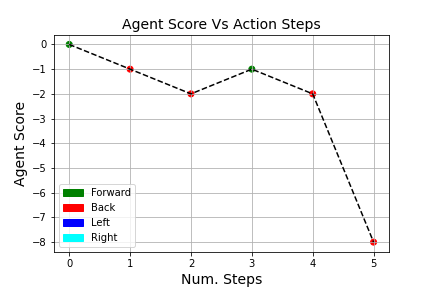 Agent Score Vs Action Steps
0
−1
−2
−3
−4
−5
−6
−7
−8
Agent Score
Forward
Back
Left
Right
0 1 2 3 4 5
Num. Steps